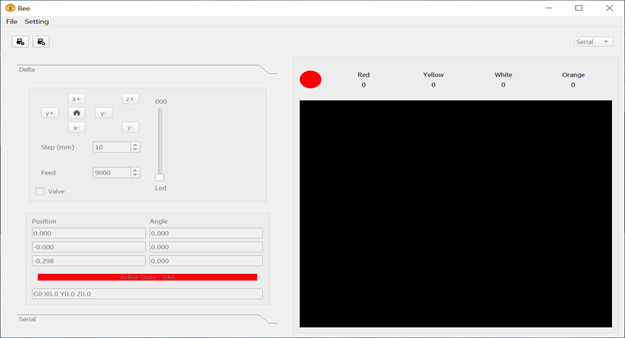 Bee
File Setting
Serial
Delta
x+ z+ 000
y+ y-
x- z-
Step (mm) 10
Feed 9000
Led
Valve
Red Yellow White Orange
0 0 0 0
Position Angle
0.000 0.000
-0.000 0.000
-0.298 0.000
Active State : Idel
G0 X0.0 Y0.0 Z0.0
Serial